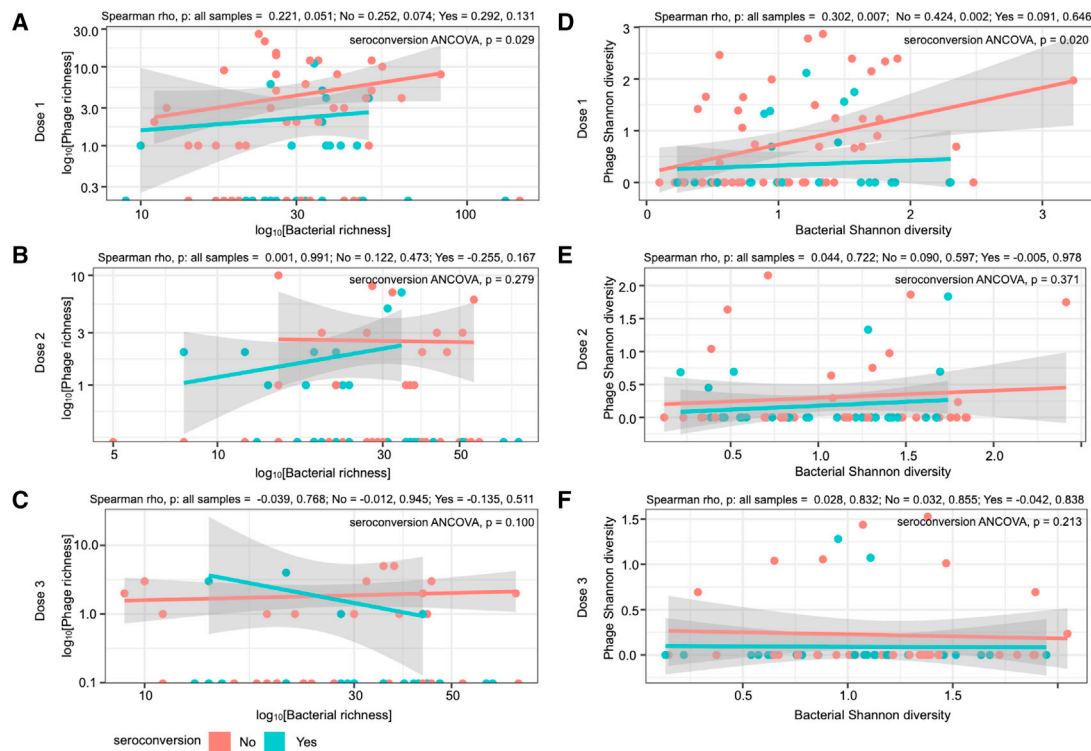 A
Spearman rho, p: all samples = 0.221, 0.051; No = 0.252, 0.074; Yes = 0.292, 0.131
seroconversion ANCOVA, p = 0.029
Dose 1
log10[Phage richness]
30.0
10.0
3.0
1.0
0.3
10
30
100
log10[Bacterial richness]
B
Spearman rho, p: all samples = 0.001, 0.991; No = 0.122, 0.473; Yes = -0.255, 0.167
seroconversion ANCOVA, p = 0.279
Dose 2
log10[Phage richness]
10
3
1
5
10
30
50
log10[Bacterial richness]
C
Spearman rho, p: all samples = -0.039, 0.768; No = -0.012, 0.945; Yes = -0.135, 0.511
seroconversion ANCOVA, p = 0.100
Dose 3
log10[Phage richness]
10.0
1.0
0.1
10
30
50
log10[Bacterial richness]
seroconversion No Yes
D
Spearman rho, p: all samples = 0.302, 0.007; No = 0.424, 0.002; Yes = 0.091, 0.646
seroconversion ANCOVA, p = 0.020
Dose 1
Phage Shannon diversity
3
2
1
0
0
1
2
3
Bacterial Shannon diversity
E
Spearman rho, p: all samples = 0.044, 0.722; No = 0.090, 0.597; Yes = -0.005, 0.978
seroconversion ANCOVA, p = 0.371
Dose 2
Phage Shannon diversity
2.0
1.5
1.0
0.5
0.0
0.5
1.0
1.5
2.0
Bacterial Shannon diversity
F
Spearman rho, p: all samples = 0.028, 0.832; No = 0.032, 0.855; Yes = -0.042, 0.838
seroconversion ANCOVA, p = 0.213
Dose 3
Phage Shannon diversity
1.5
1.0
0.5
0.0
0.5
1.0
1.5
Bacterial Shannon diversity